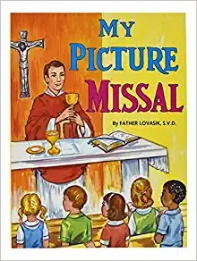 MY
PICTURE
MISSAL
By FATHER LOVASIK, S.V.D.